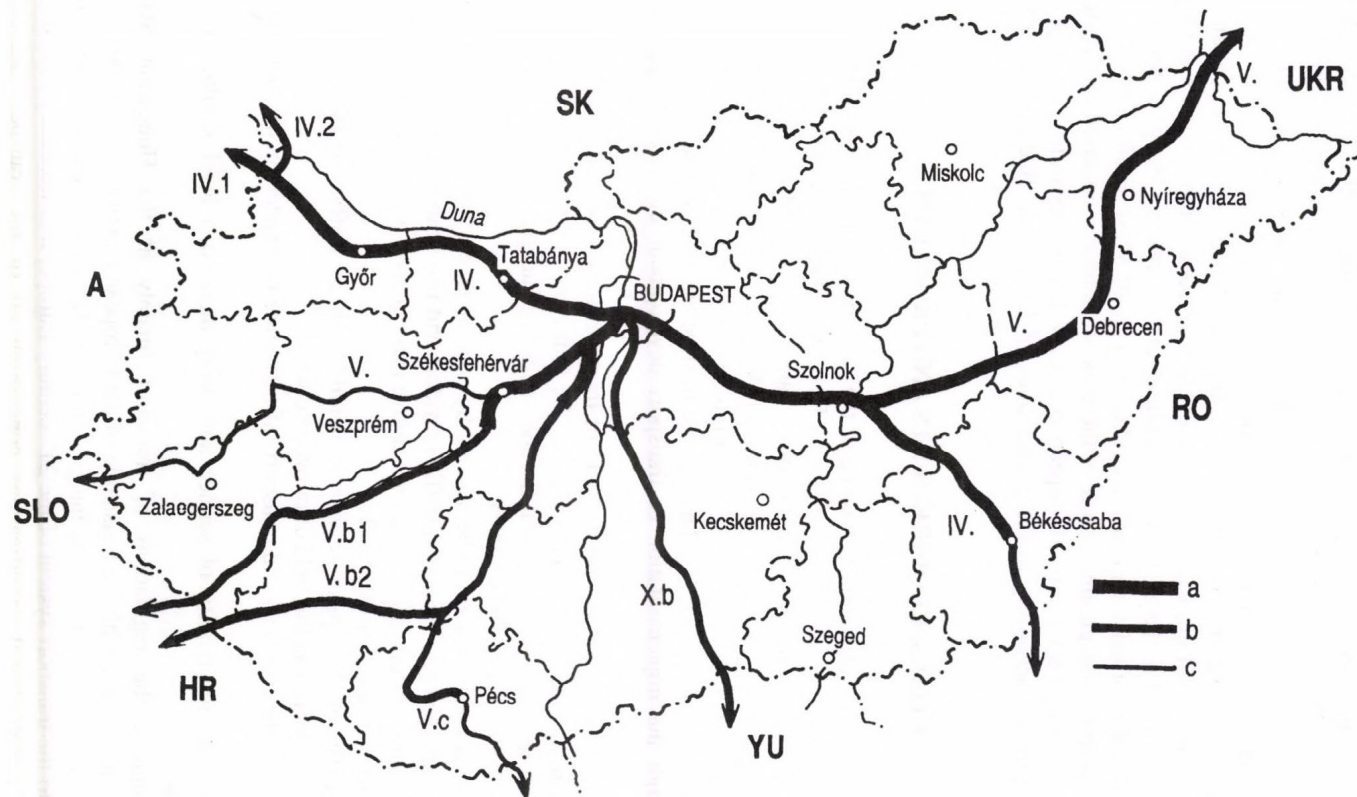 IV.2
SK
V.
UKR
IV.1
Miskolc
Nyíregyháza
Duna
Győr
Tatabánya
IV.
A
BUDAPEST
V.
Debrecen
Székesfehérvár
Szolnok
V.
Veszprém
RO
SLO
Zalaegerszeg
V.b1
Kecskemét
IV.
Békéscsaba
V.b2
X.b
a
b
c
Szeged
HR
Pécs
V.c
YU